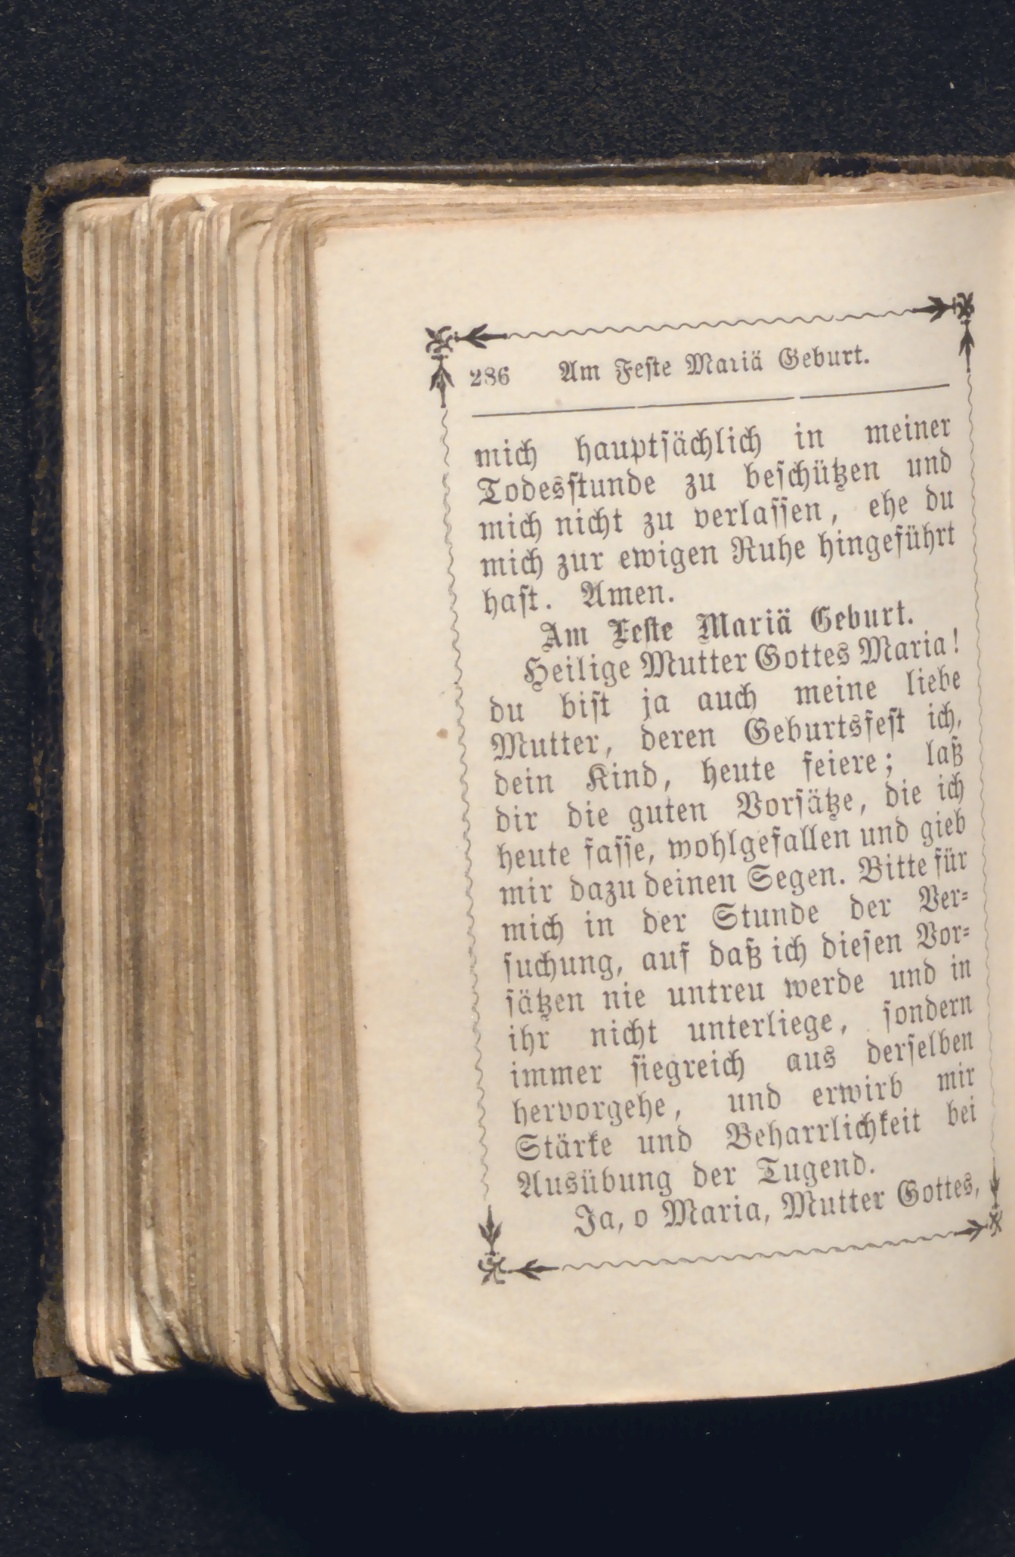 286 Am Feste Mariä Geburt.
mich hauptsächlich in meiner
Todesstunde zu beschützen und
mich nicht zu verlassen, ehe du
mich zur ewigen Ruhe hingeführt
hast. Amen.
Am Feste Mariä Geburt.
Heilige Mutter Gottes Maria!
du bist ja auch meine liebe
Mutter, deren Geburtsfest ich,
dein Kind, heute feiere; laß
dir die guten Vorsätze, die ich
heute fasse, wohlgefallen und gieb
mir dazu deinen Segen. Bitte für
mich in der Stunde der Ver-
suchung, auf daß ich diesen Vor-
sätzen nie untreu werde und in
ihr nicht unterliege, sondern
immer siegreich aus derselben
hervorgehe, und erwirb mir
Stärke und Beharrlichkeit bei
Ausübung der Tugend.
Ja, o Maria, Mutter Gottes,